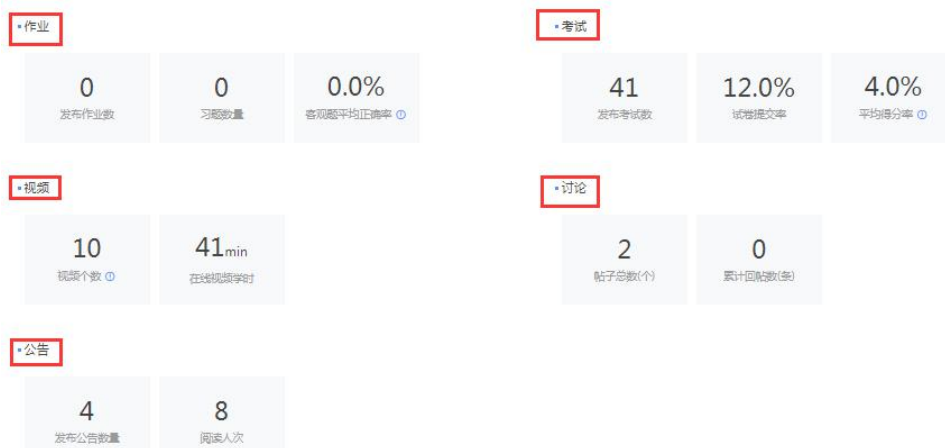 作业
0
发布作业数
0
习题数量
0.0%
客观题平均正确率
考试
41
发布考试数
12.0%
试卷提交率
4.0%
平均得分率
视频
10
视频个数
41min
在线视频学时
讨论
2
帖子总数(个)
0
累计回帖数(条)
公告
4
发布公告数量
8
阅读人次